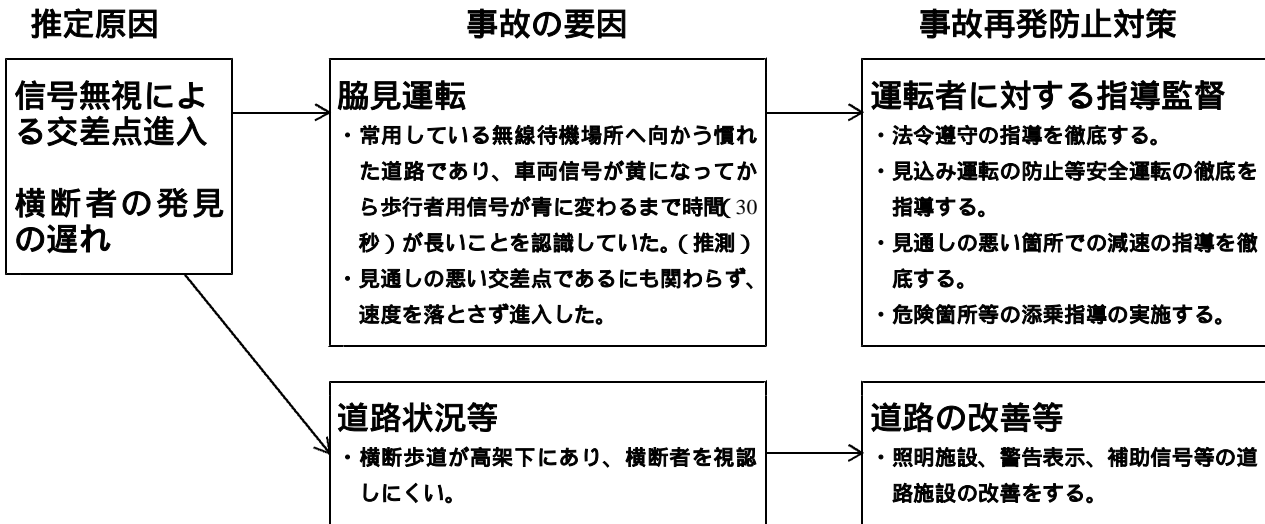 推定原因
事故の要因
事故再発防止対策
信号無視によ
る交差点進入
横断者の発見
の遅れ
脇見運転
・常用している無線待機場所へ向かう慣れ
た道路であり、車両信号が黄になってか
ら歩行者用信号が青に変わるまで時間(30
秒)が長いことを認識していた。(推測)
・見通しの悪い交差点であるにも関わらず、
速度を落とさず進入した。
運転者に対する指導監督
・法令遵守の指導を徹底する。
・見込み運転の防止等安全運転の徹底を
指導する。
・見通しの悪い箇所での減速の指導を徹
底する。
・危険箇所等の添乗指導の実施する。
道路状況等
・横断歩道が高架下にあり、横断者を視認
しにくい。
道路の改善等
・照明施設、警告表示、補助信号等の道
路施設の改善をする。